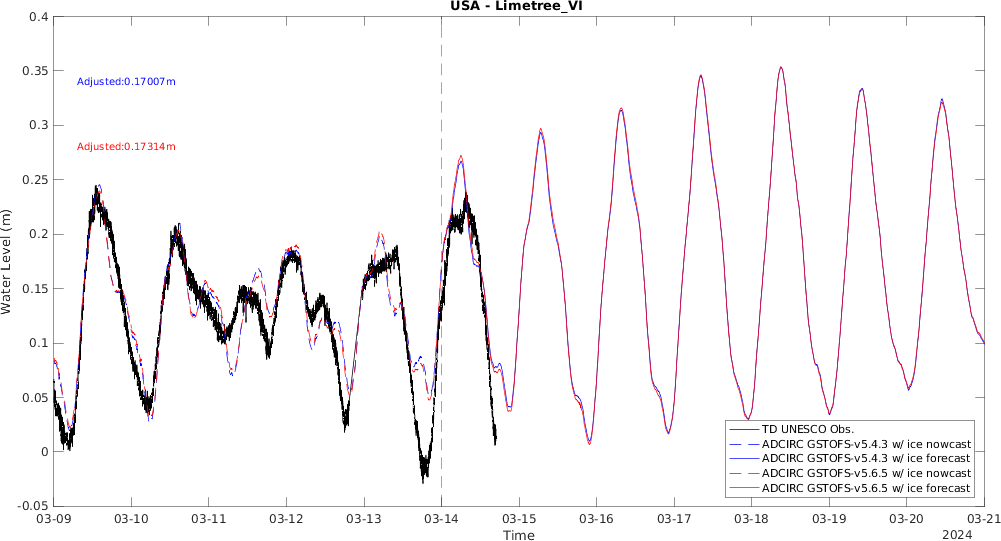 USA - Limetree_VI
0.4
0.35
0.3
0.25
0.2
0.15
0.1
0.05
0
-0.05
Water Level (m)
Adjusted:0.17007m
Adjusted:0.17314m
TD UNESCO Obs.
ADCIRC GSTOFS-v5.4.3 w/ ice nowcast
ADCIRC GSTOFS-v5.4.3 w/ ice forecast
ADCIRC GSTOFS-v5.6.5 w/ ice nowcast
ADCIRC GSTOFS-v5.6.5 w/ ice forecast
03-09 03-10 03-11 03-12 03-13 03-14 03-15 03-16 03-17 03-18 03-19 03-20 03-21
Time
2024